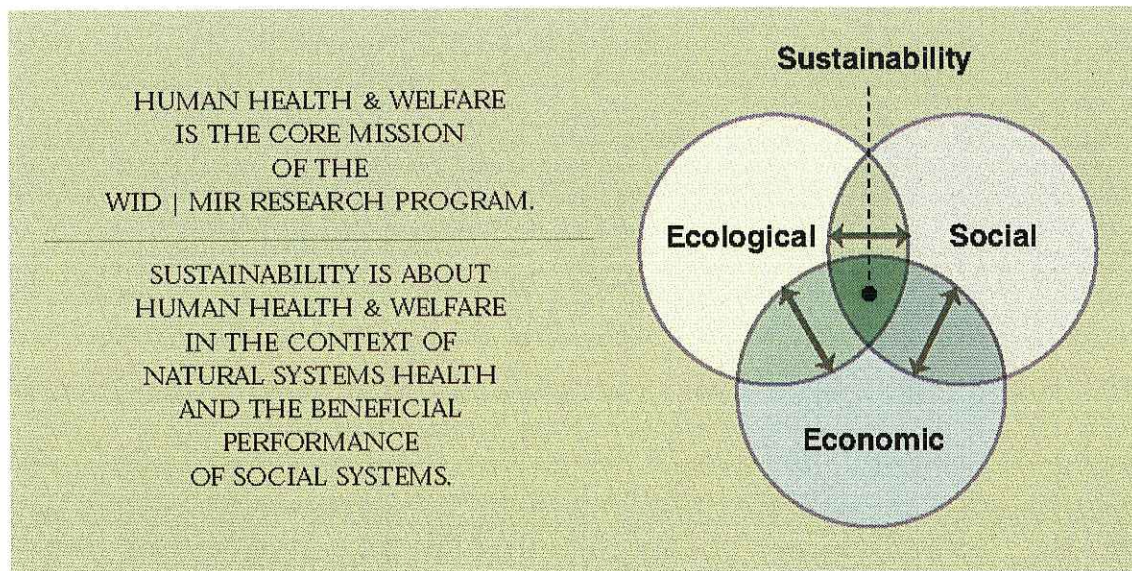 HUMAN HEALTH & WELFARE
IS THE CORE MISSION
OF THE
WID | MIR RESEARCH PROGRAM.
SUSTAINABILITY IS ABOUT
HUMAN HEALTH & WELFARE
IN THE CONTEXT OF
NATURAL SYSTEMS HEALTH
AND THE BENEFICIAL
PERFORMANCE
OF SOCIAL SYSTEMS.
Sustainability
Ecological
Social
Economic